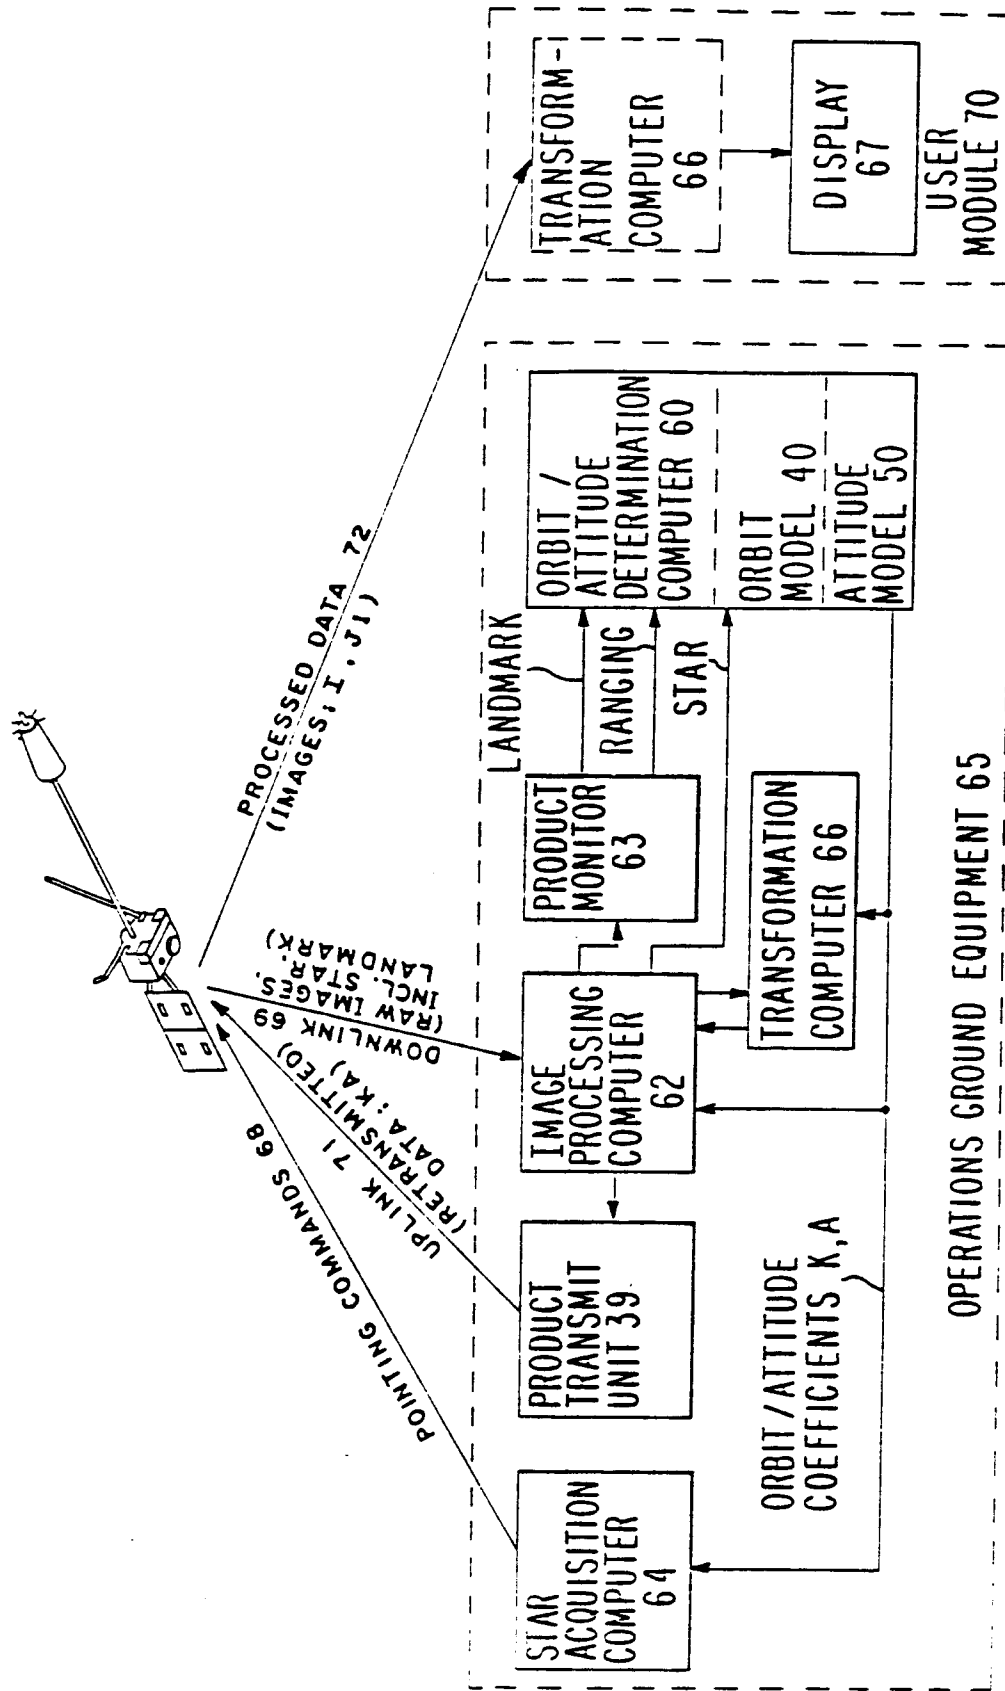 POINTING COMMANDS 68
UPLINK 71
(RETRANSMITTED)
DATA: KA)
DOWNLINK 69
(RAW IMAGES.
INCL. STAR.
LANDMARK)
PROCESSED DATA 72
(IMAGES; I, J1)
STAR
ACQUISITION
COMPUTER
64
PRODUCT
TRANSMIT
UNIT 39
IMAGE
PROCESSING
COMPUTER
62
PRODUCT
MONITOR
63
LANDMARK
RANGING
STAR
ORBIT /
ATTITUDE
DETERMINATION
COMPUTER 60
ORBIT
MODEL 40
ATTITUDE
MODEL 50
TRANSFORMATION
COMPUTER 66
ORBIT/ATTITUDE
COEFFICIENTS K,A
OPERATIONS GROUND EQUIPMENT 65
TRANSFORM-
ATION
COMPUTER
66
DISPLAY
67
USER
MODULE 70